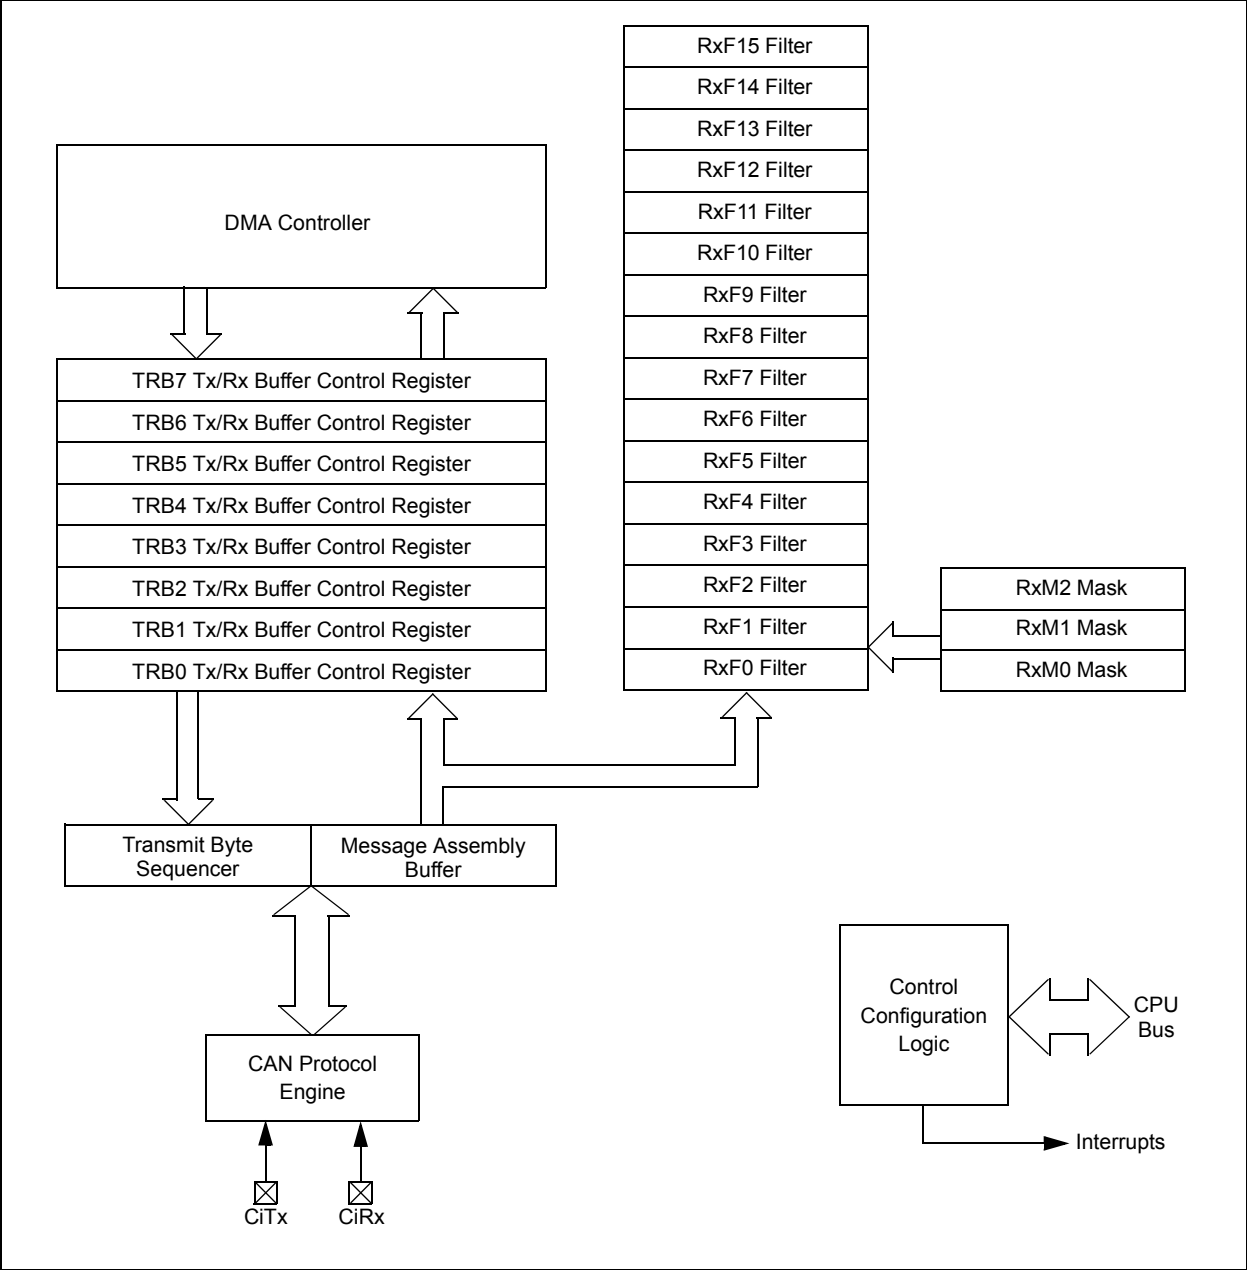 RxF15 Filter
RxF14 Filter
RxF13 Filter
RxF12 Filter
RxF11 Filter
RxF10 Filter
RxF9 Filter
RxF8 Filter
RxF7 Filter
RxF6 Filter
RxF5 Filter
RxF4 Filter
RxF3 Filter
RxF2 Filter
RxF1 Filter
RxF0 Filter
DMA Controller
TRB7 Tx/Rx Buffer Control Register
TRB6 Tx/Rx Buffer Control Register
TRB5 Tx/Rx Buffer Control Register
TRB4 Tx/Rx Buffer Control Register
TRB3 Tx/Rx Buffer Control Register
TRB2 Tx/Rx Buffer Control Register
TRB1 Tx/Rx Buffer Control Register
TRB0 Tx/Rx Buffer Control Register
RxM2 Mask
RxM1 Mask
RxM0 Mask
Transmit Byte
Sequencer
Message Assembly
Buffer
CAN Protocol
Engine
CiTx
CiRx
Control
Configuration
Logic
CPU
Bus
Interrupts